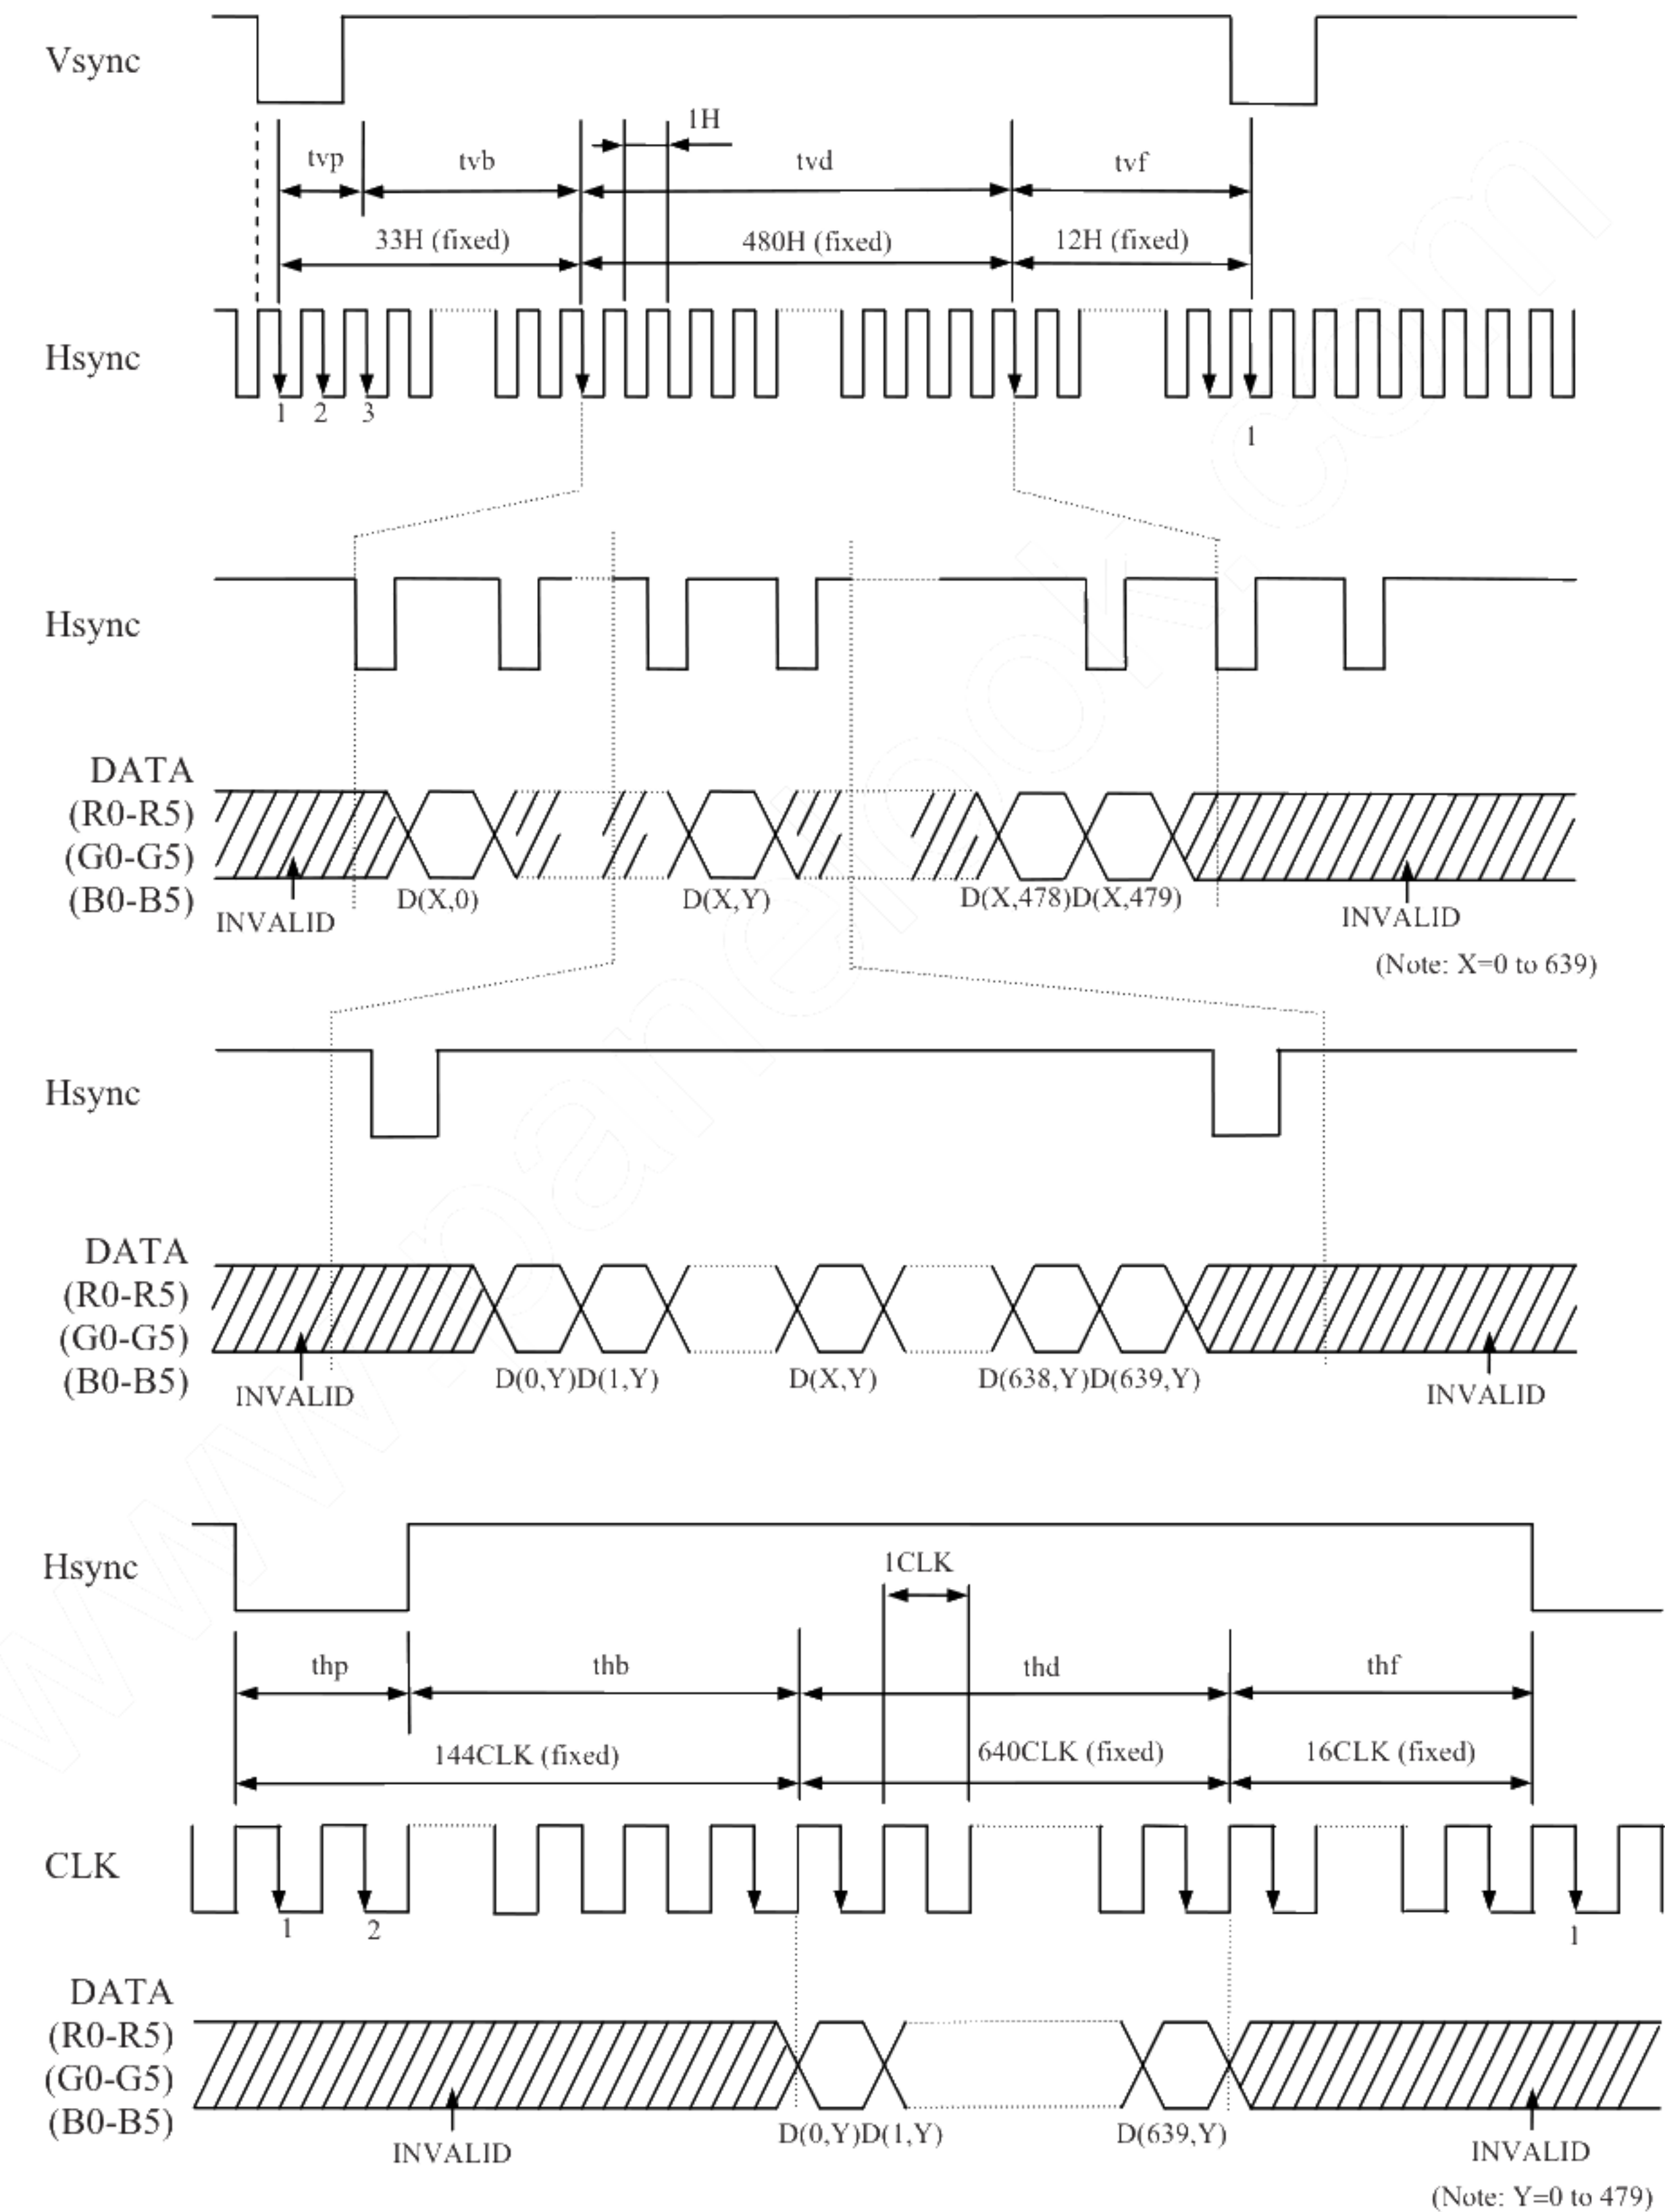 Vsync
1H
tvp
tvb
tvd
tvf
33H (fixed)
480H (fixed)
12H (fixed)
Hsync
1
2
3
1
Hsync
DATA
(R0-R5)
(G0-G5)
(B0-B5)
D(X,0)
D(X,Y)
D(X,478)D(X,479)
INVALID
INVALID
(Note: X=0 to 639)
Hsync
DATA
(R0-R5)
(G0-G5)
(B0-B5)
D(0,Y)D(1,Y)
D(X,Y)
D(638,Y)D(639,Y)
INVALID
INVALID
Hsync
1CLK
thp
thb
thd
thf
144CLK (fixed)
640CLK (fixed)
16CLK (fixed)
CLK
1
2
1
DATA
(R0-R5)
(G0-G5)
(B0-B5)
D(0,Y)D(1,Y)
D(639,Y)
INVALID
INVALID
(Note: Y=0 to 479)